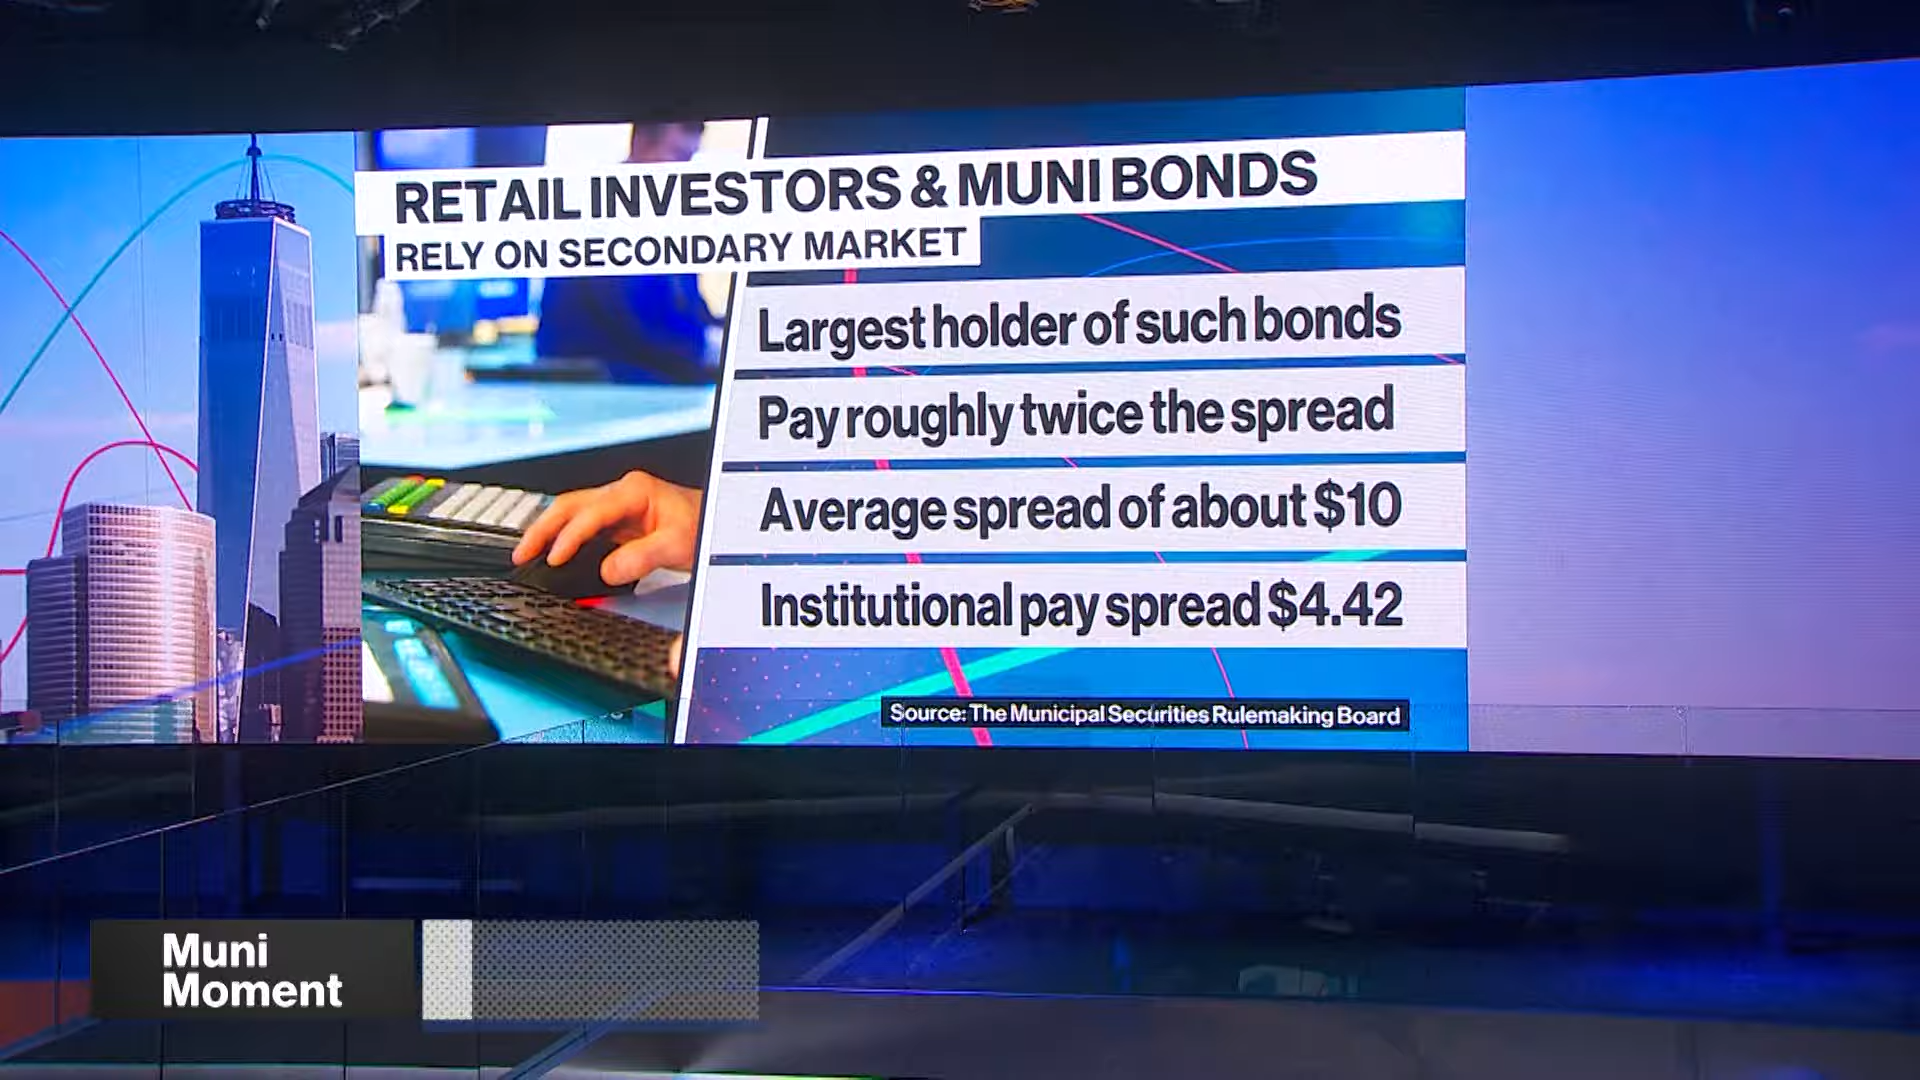 RETAIL INVESTORS & MUNI BONDS
RELY ON SECONDARY MARKET
Largest holder of such bonds
Pay roughly twice the spread
Average spread of about $10
Institutional pay spread $4.42
Source: The Municipal Securities Rulemaking Board
Muni
Moment